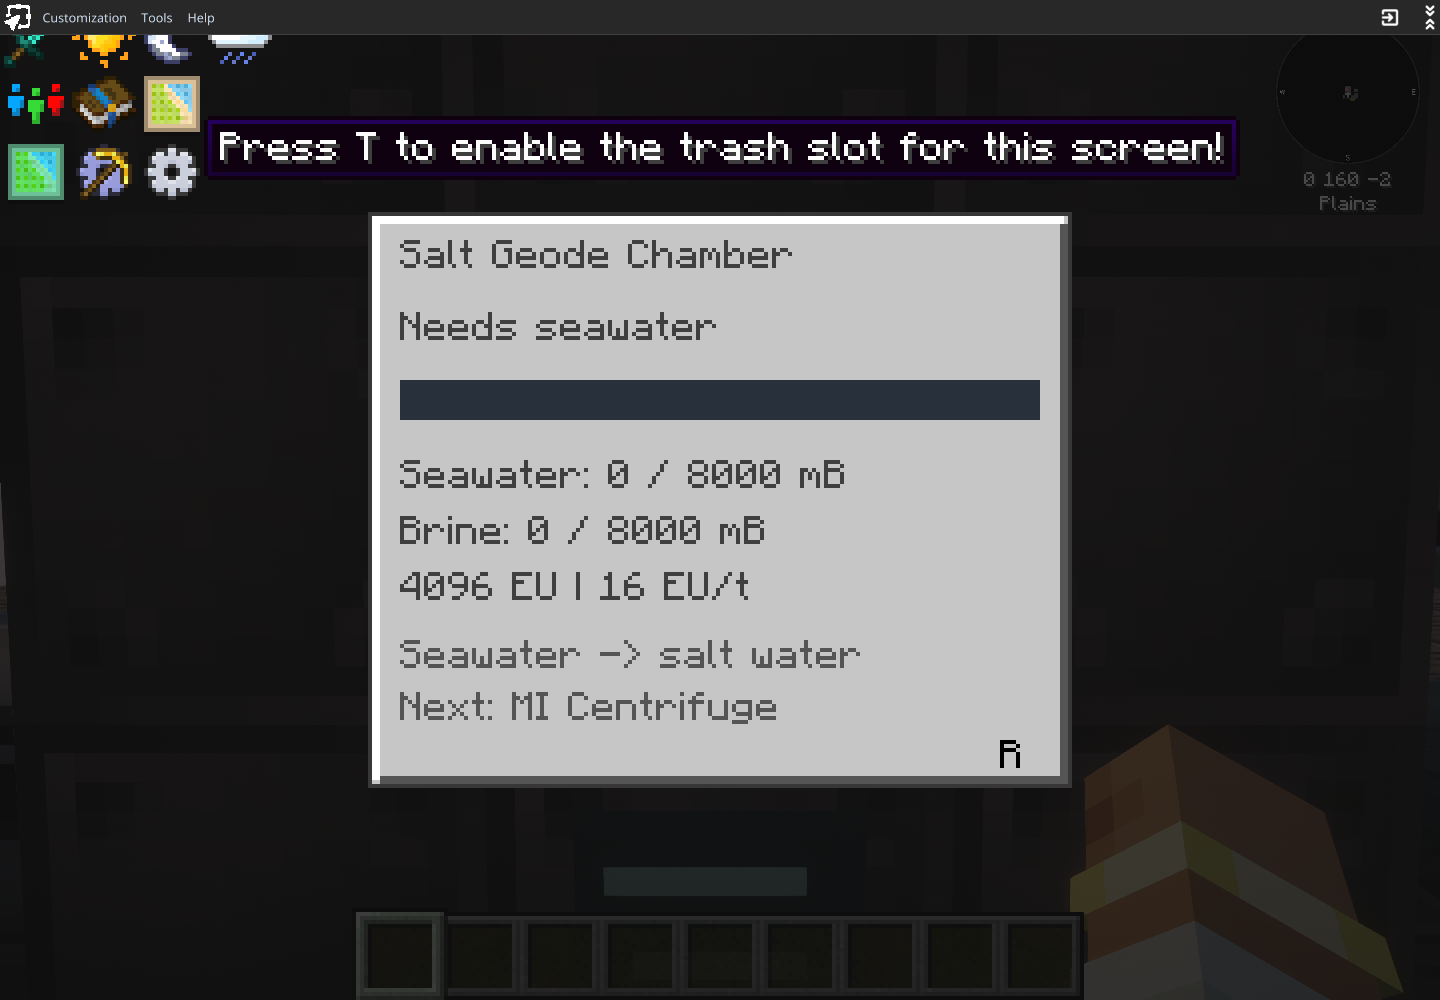 Customization Tools Help
Press T to enable the trash slot for this screen!
W E
S
0 160 -2
Plains
Salt Geode Chamber
Needs seawater
Seawater: 0 / 8000 mB
Brine: 0 / 8000 mB
4096 EU | 16 EU/t
Seawater -> salt water
Next: MI Centrifuge
R